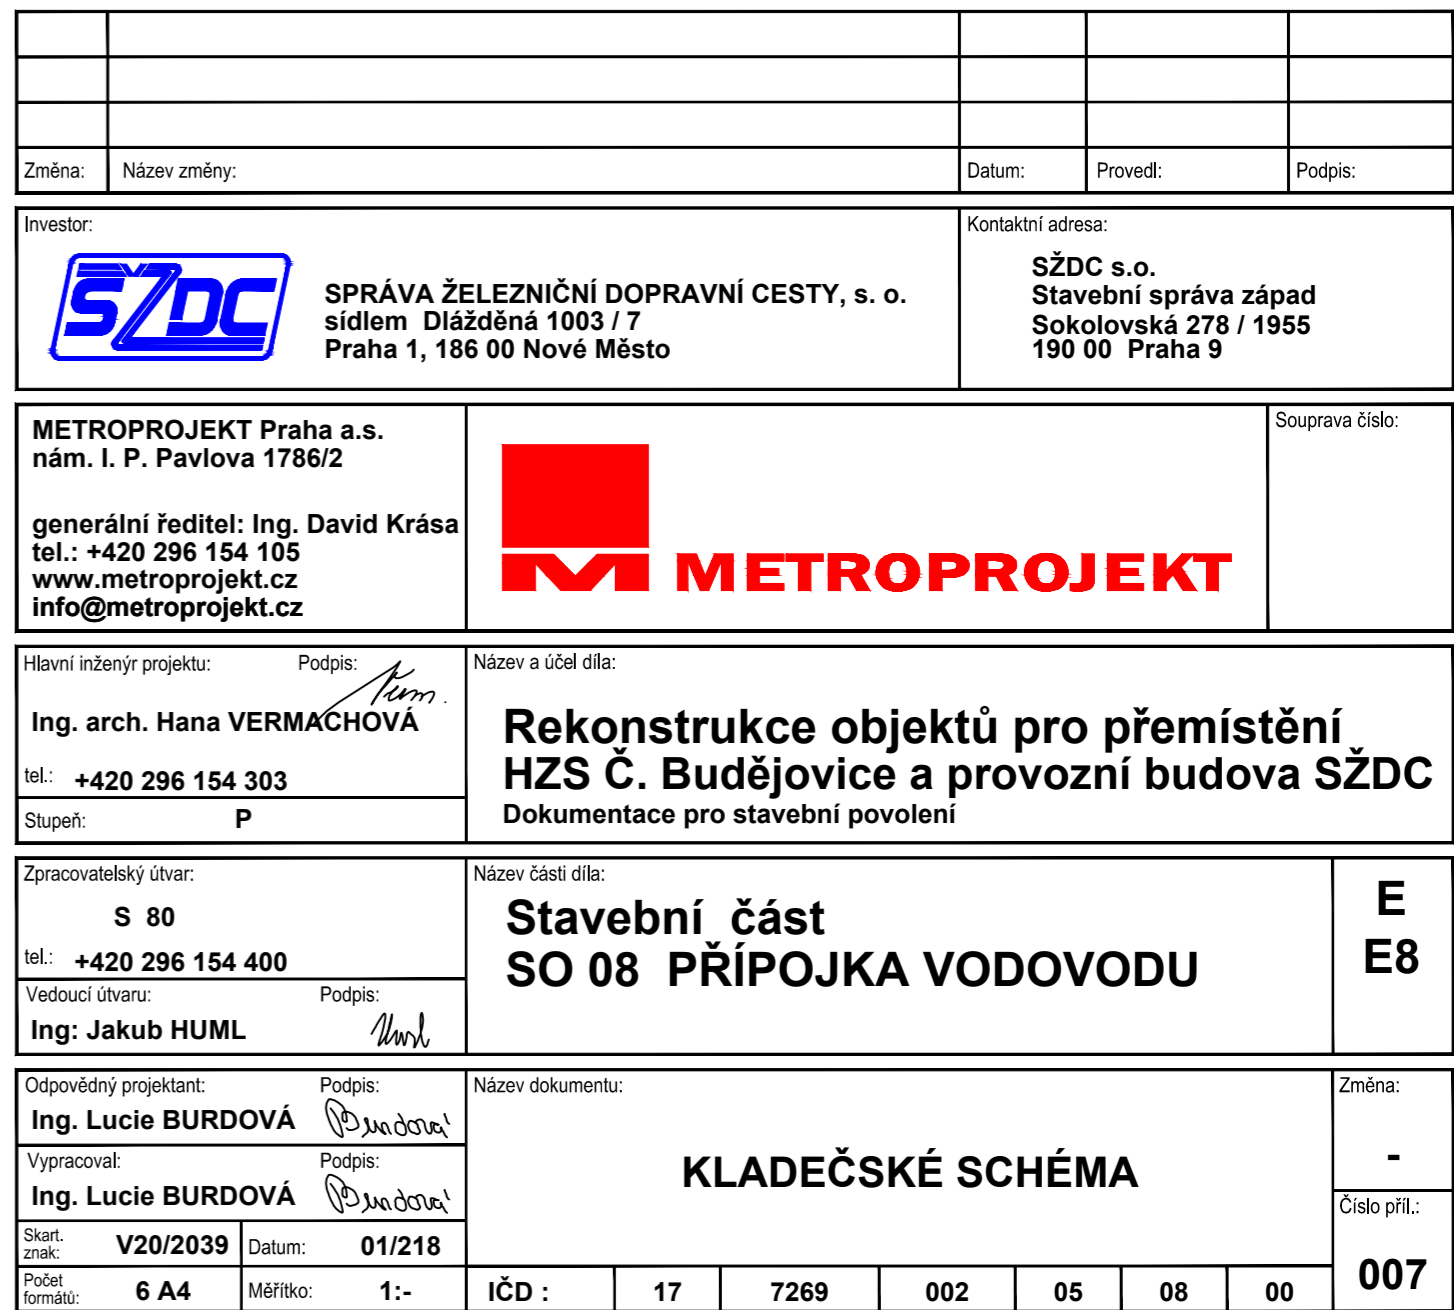 Změna: Název změny: Datum: Provedl: Podpis:
Investor:
ŠŽDC
SPRÁVA ŽELEZNIČNÍ DOPRAVNÍ CESTY, s. o.
sídlem Dlážděná 1003 / 7
Praha 1, 186 00 Nové Město
Kontaktní adresa:
SŽDC s.o.
Stavební správa západ
Sokolovská 278 / 1955
190 00 Praha 9
METROPROJEKT Praha a.s.
nám. I. P. Pavlova 1786/2
generální ředitel: Ing. David Krása
tel.: +420 296 154 105
www.metroprojekt.cz
info@metroprojekt.cz
METROPROJEKT
Souprava číslo:
Hlavní inženýr projektu: Podpis:
Ing. arch. Hana VERMACHOVÁ
tel.: +420 296 154 303
Stupeň: P
Název a účel díla:
Rekonstrukce objektů pro přemístění
HZS Č. Budějovice a provozní budova SŽDC
Dokumentace pro stavební povolení
Zpracovatelský útvar:
S 80
tel.: +420 296 154 400
Vedoucí útvaru: Podpis:
Ing: Jakub HUML
Název části díla:
Stavební část
SO 08 PŘÍPOJKA VODOVODU
E
E8
Odpovědný projektant: Podpis:
Ing. Lucie BURDOVÁ
Vypracoval: Podpis:
Ing. Lucie BURDOVÁ
Skart. znak: V20/2039 Datum: 01/218
Počet formátů: 6 A4 Měřítko: 1:-
Název dokumentu:
KLADEČSKÉ SCHÉMA
IČD : 17 7269 002 05 08 00
Změna:
-
Číslo příl.:
007